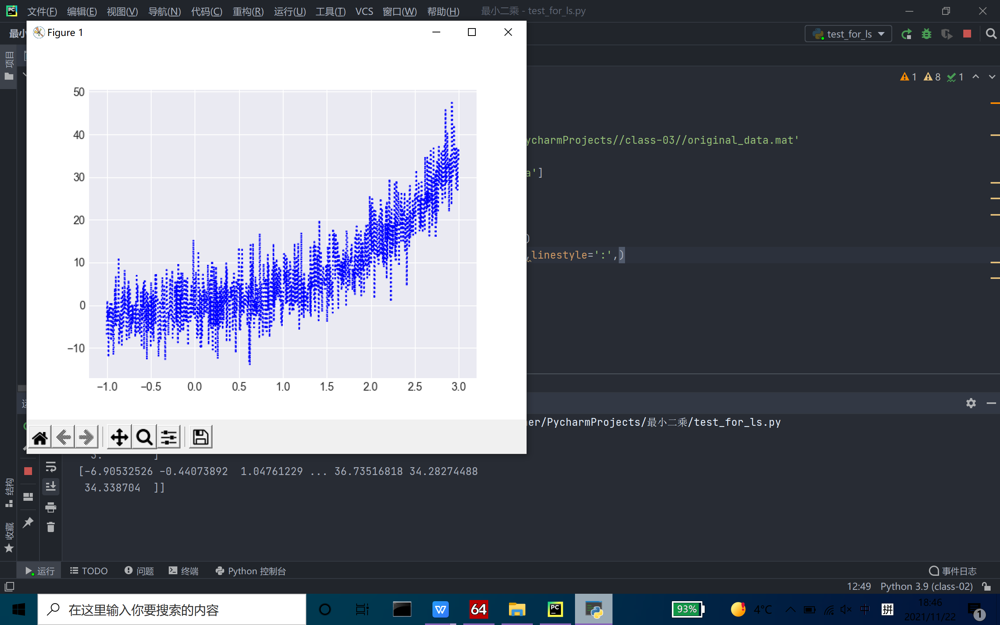 文件(F) 编辑(E) 视图(V) 导航(N) 代码(C) 重构(R) 运行(U) 工具(T) VCS 窗口(W) 帮助(H) 最小二乘 - test_for_ls.py
最小
test_for_ls
Figure 1
项目
1 8 1
50
40
30
20
10
0
−10
−1.0 −0.5 0.0 0.5 1.0 1.5 2.0 2.5 3.0
ycharmProjects//class-03//original_data.mat'
a']
)
,linestyle=':',)
er/PycharmProjects/最小二乘/test_for_ls.py
3. ]
[-6.90532526 -0.44073892  1.04761229 ... 36.73516818 34.28274488
34.338704  ]]
结构
收藏
运行 TODO 问题 终端 Python 控制台 事件日志
12:49 Python 3.9 (class-02)
在这里输入你要搜索的内容
64
PC
93%
4°C
中
拼
18:46
2021/11/22
1